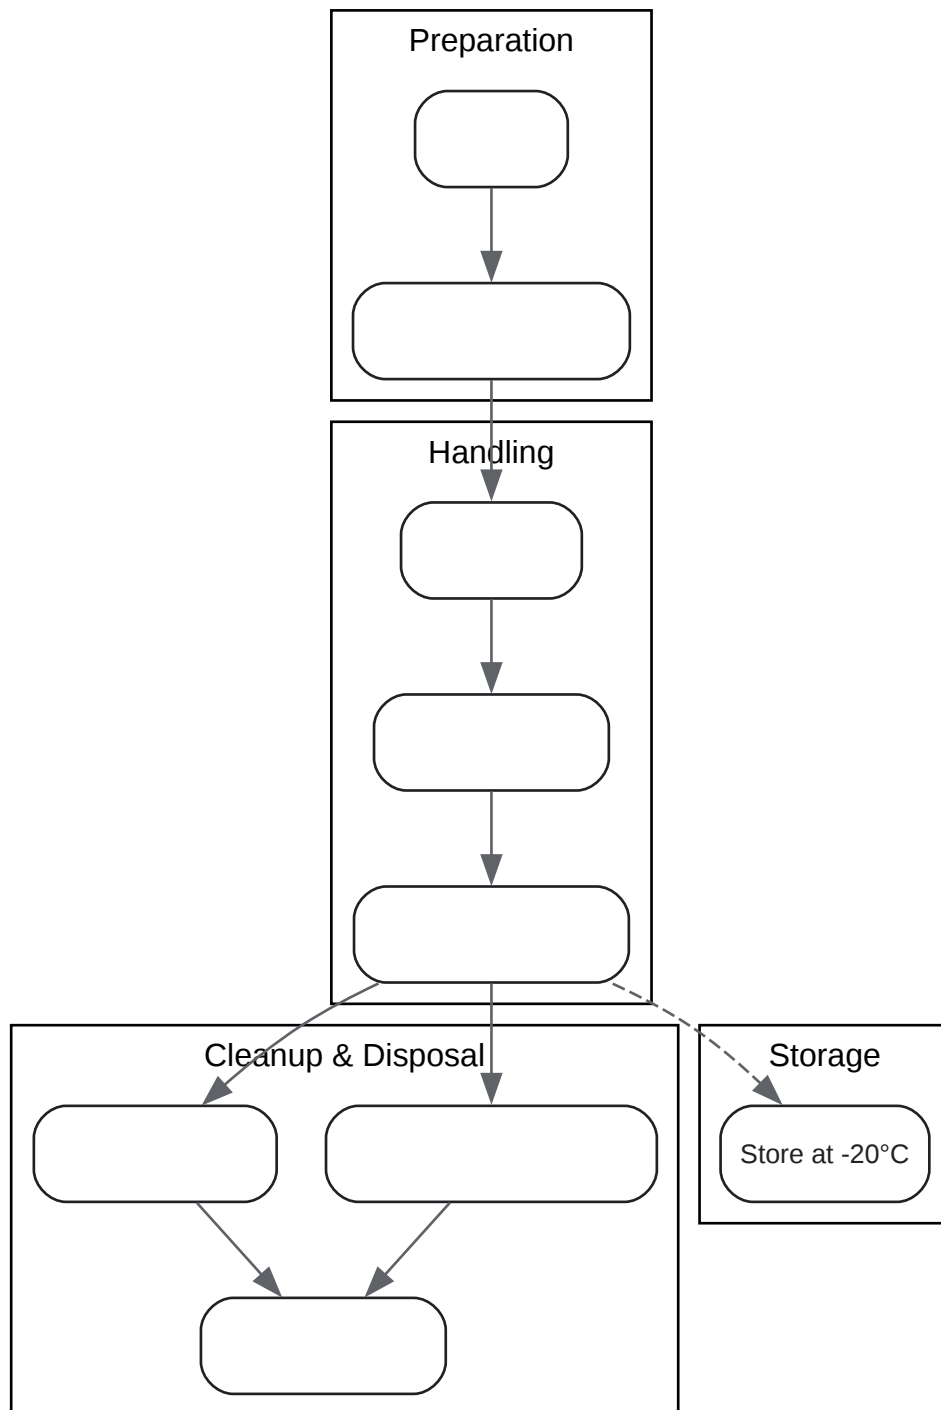 Preparation
Handling
Cleanup & Disposal
Storage
Store at -20°C